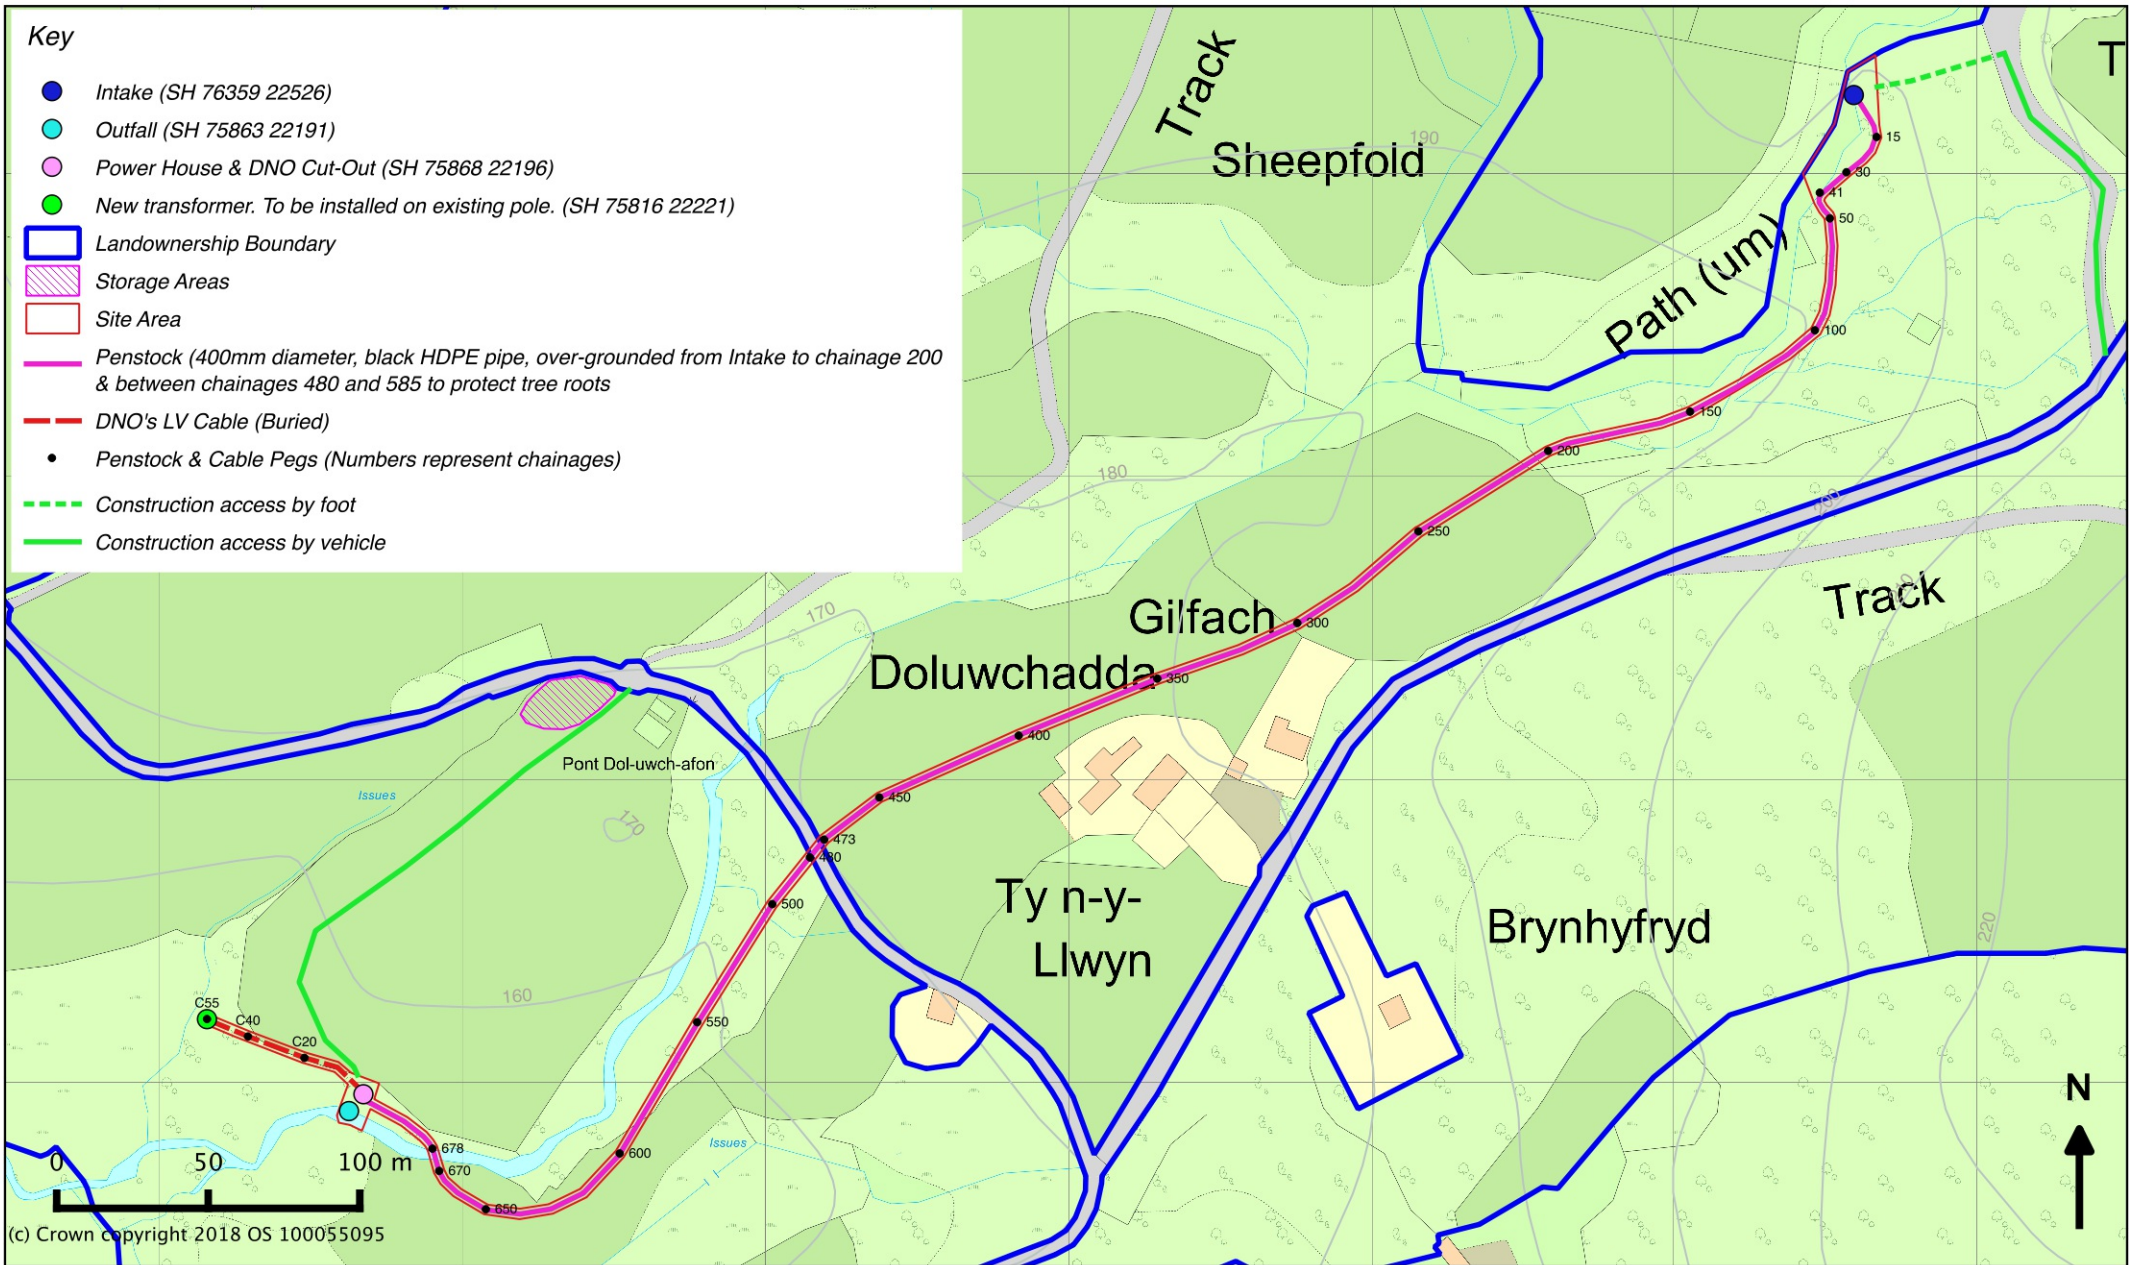 Key
Intake (SH 76359 22526)
Outfall (SH 75863 22191)
Power House & DNO Cut-Out (SH 75868 22196)
New transformer. To be installed on existing pole. (SH 75816 22221)
Landownership Boundary
Storage Areas
Site Area
Penstock (400mm diameter, black HDPE pipe, over-grounded from Intake to chainage 200
& between chainages 480 and 585 to protect tree roots
DNO's LV Cable (Buried)
Penstock & Cable Pegs (Numbers represent chainages)
Construction access by foot
Construction access by vehicle
Track
Sheepfold
190
T
15
30
41
50
Path (um)
100
150
200
180
250
200
Gilfach
300
170
Track
210
Doluwchadda
350
400
Pont Dol-uwch-afon
Issues
450
170
473
480
Ty n-y-
Llwyn
500
Brynhyfryd
220
160
550
C55
C40
C20
N
Issues
600
678
670
650
0 50 100 m
(c) Crown copyright 2018 OS 100055095